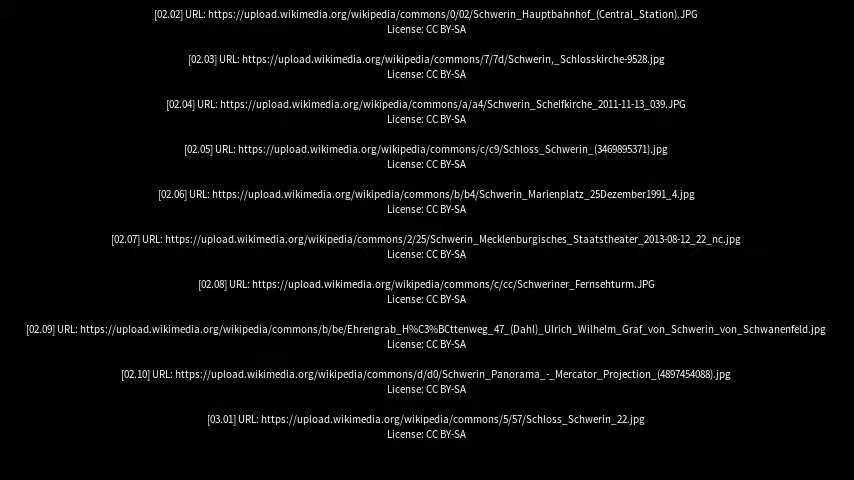 [02.02] URL: https://upload.wikimedia.org/wikipedia/commons/0/02/Schwerin_Hauptbahnhof_(Central_Station).JPG
License: CC BY-SA
[02.03] URL: https://upload.wikimedia.org/wikipedia/commons/7/7d/Schwerin,_Schlosskirche-9528.jpg
License: CC BY-SA
[02.04] URL: https://upload.wikimedia.org/wikipedia/commons/a/a4/Schwerin_Schelfkirche_2011-11-13_039.JPG
License: CC BY-SA
[02.05] URL: https://upload.wikimedia.org/wikipedia/commons/c/c9/Schloss_Schwerin_(3469895371).jpg
License: CC BY-SA
[02.06] URL: https://upload.wikimedia.org/wikipedia/commons/b/b4/Schwerin_Marienplatz_25Dezember1991_4.jpg
License: CC BY-SA
[02.07] URL: https://upload.wikimedia.org/wikipedia/commons/2/25/Schwerin_Mecklenburgisches_Staatstheater_2013-08-12_22_nc.jpg
License: CC BY-SA
[02.08] URL: https://upload.wikimedia.org/wikipedia/commons/c/cc/Schweriner_Fernsehturm.JPG
License: CC BY-SA
[02.09] URL: https://upload.wikimedia.org/wikipedia/commons/b/be/Ehrengrab_H%C3%BCttenweg_47_(Dahl)_Ulrich_Wilhelm_Graf_von_Schwerin_von_Schwanenfeld.jpg
License: CC BY-SA
[02.10] URL: https://upload.wikimedia.org/wikipedia/commons/d/d0/Schwerin_Panorama_-_Mercator_Projection_(4897454088).jpg
License: CC BY-SA
[03.01] URL: https://upload.wikimedia.org/wikipedia/commons/5/57/Schloss_Schwerin_22.jpg
License: CC BY-SA